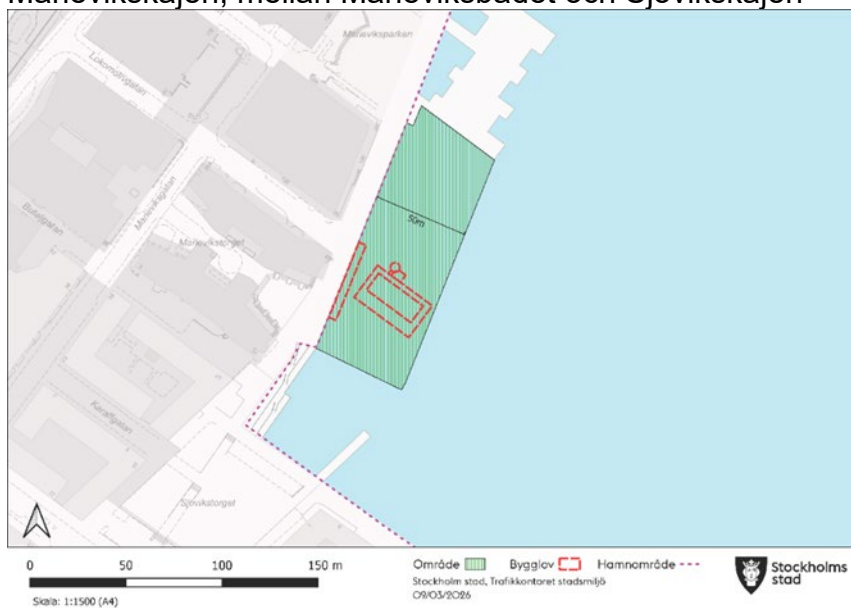 Marievikskajen, mellan Marieviksbadet och Sjövikskajen
Marieviksparken
Lokomotivgatan
Marieviksgatan
Marievikstorget
Karaffgatan
Sjövikstorget
50m
0 50 100 150 m
Skala: 1:1500 (A4)
Område Bygglov Hamnområde
Stockholm stad, Trafikkontoret stadsmiljö
09/03/2026
Stockholms
stad